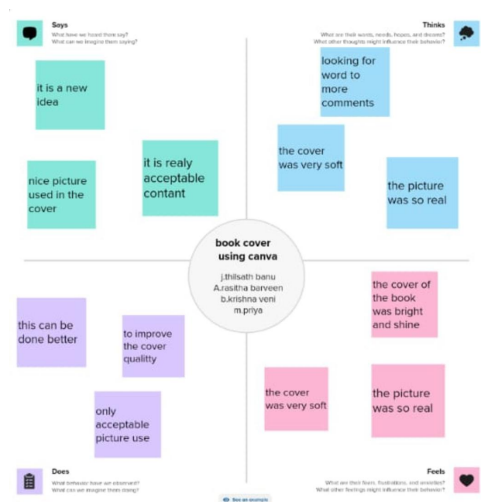 Says
What have we heard them say?
What can we imagine them saying?
it is a new
idea
nice picture
used in the
cover
it is realy
acceptable
contant
Thinks
What are their wants, needs, hopes, and dreams?
What other thoughts might influence their behavior?
looking for
word to
more
comments
the cover
was very soft
the picture
was so real
book cover
using canva
j.thilsath banu
A.rasitha barveen
b.krishna veni
m.priya
this can be
done better
to improve
the cover
qualitty
only
acceptable
picture use
Does
What behavior have we observed?
What can we imagine them doing?
the cover of
the book
was bright
and shine
the cover
was very soft
the picture
was so real
Feels
What are their fears, frustrations, and anxieties?
What other feelings might influence their behavior?
See an example